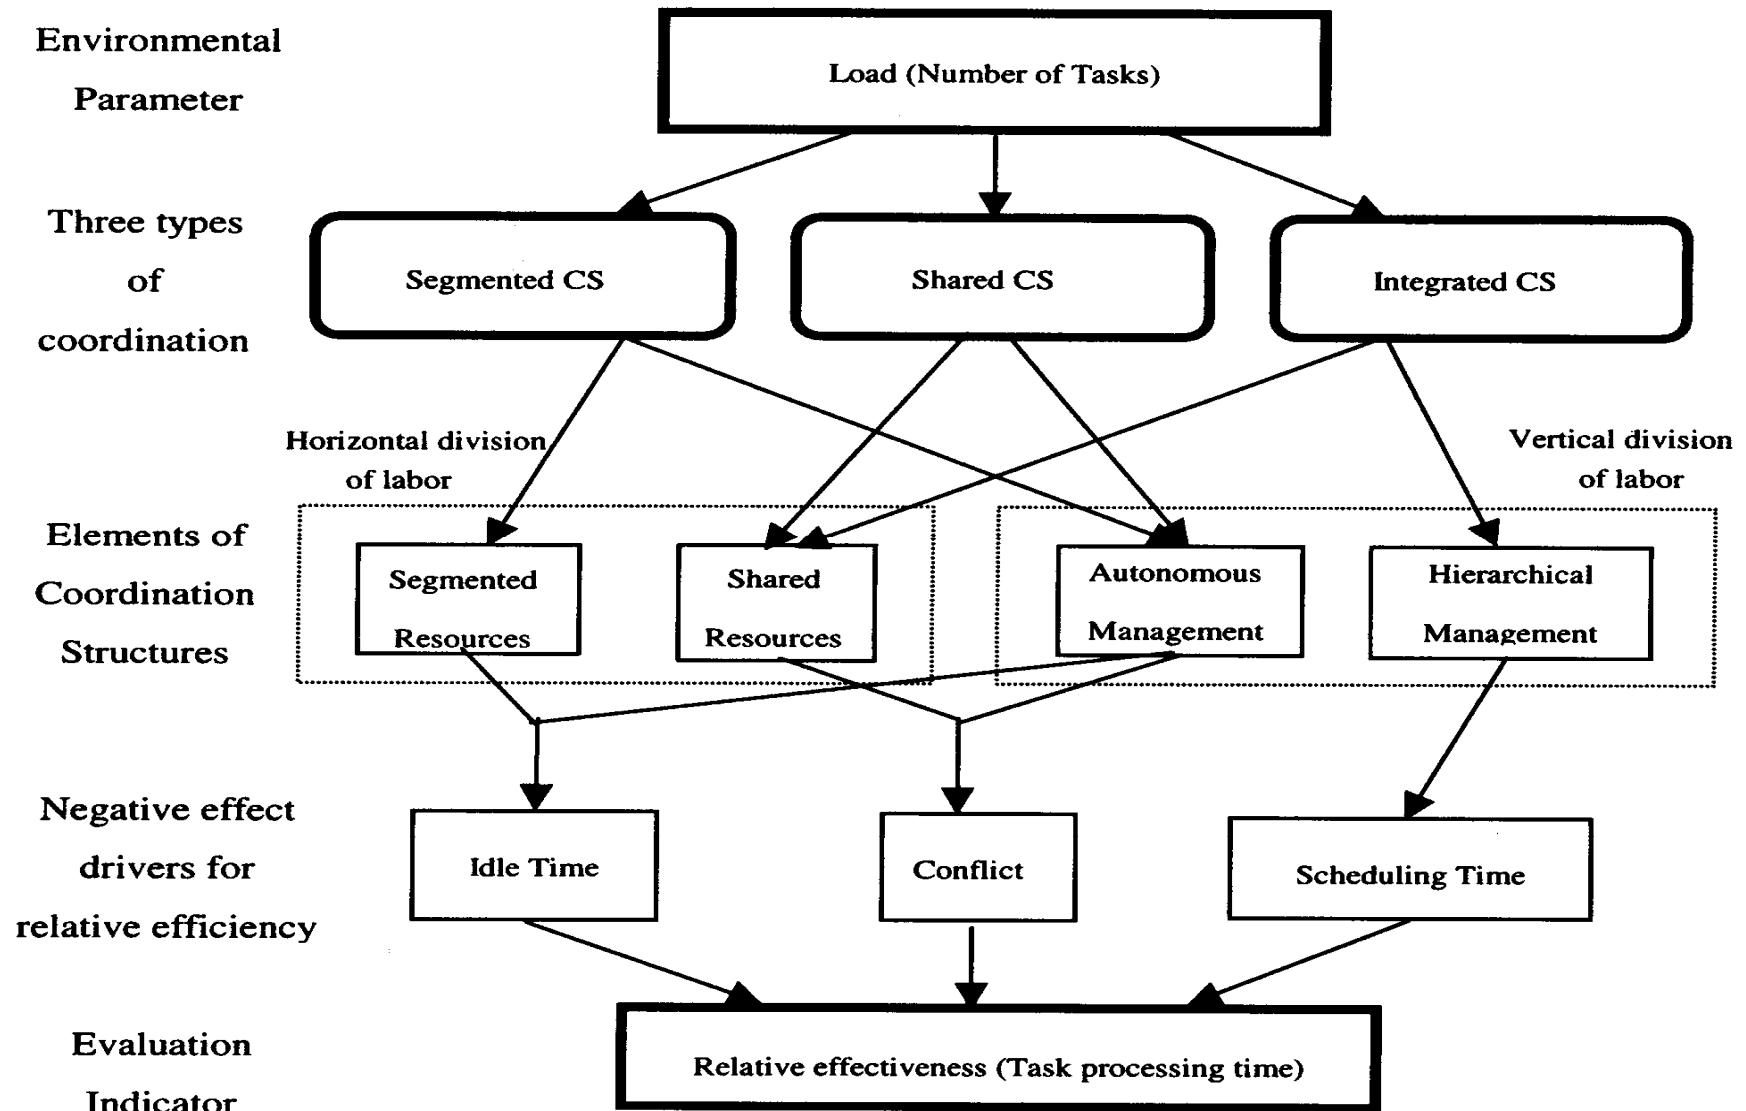 Environmental
Parameter
Load (Number of Tasks)
Three types
of
coordination
Segmented CS
Shared CS
Integrated CS
Horizontal division
of labor
Vertical division
of labor
Elements of
Coordination
Structures
Segmented
Resources
Shared
Resources
Autonomous
Management
Hierarchical
Management
Negative effect
drivers for
relative efficiency
Idle Time
Conflict
Scheduling Time
Evaluation
Indicator
Relative effectiveness (Task processing time)